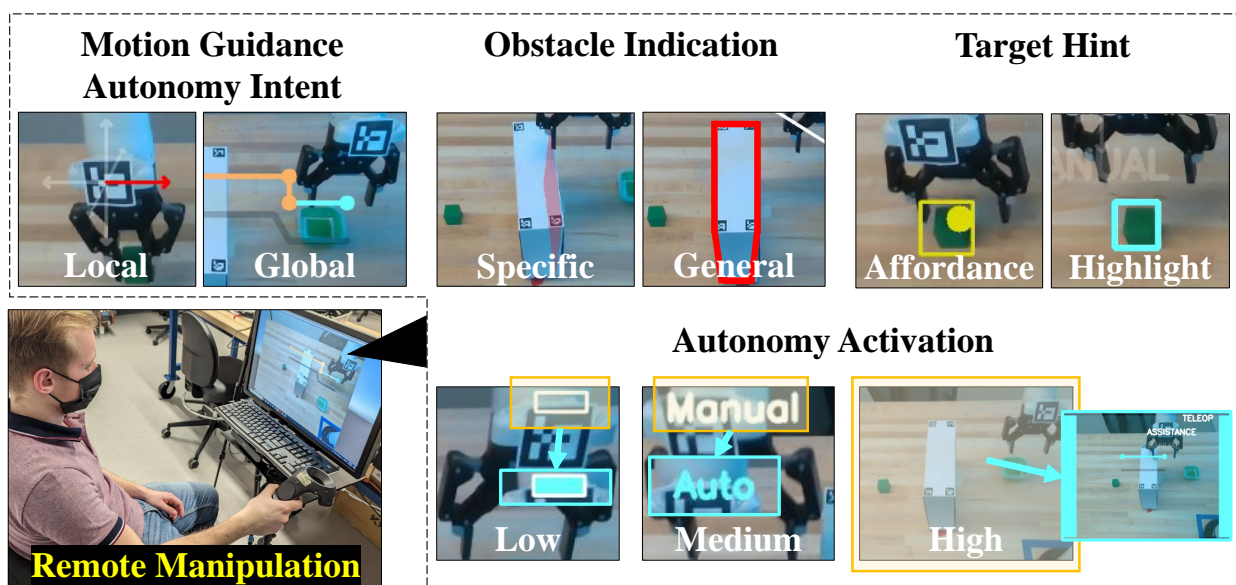 Motion Guidance
Autonomy Intent
Obstacle Indication
Target Hint
Local
Global
Specific
General
ANUAL
Affordance
Highlight
Autonomy Activation
Manual
Auto
TELEOP
ASSISTANCE
Low
Medium
High
Remote Manipulation